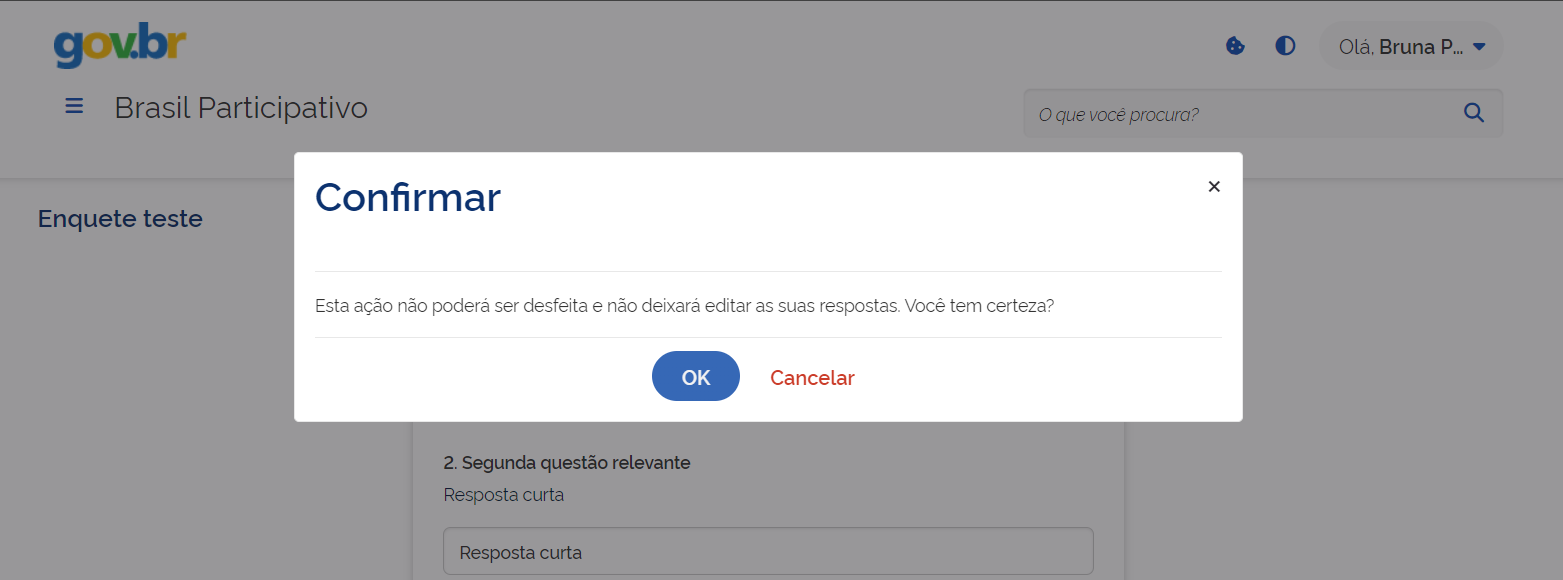 gov.br
Olá, Bruna P...
Brasil Participativo
O que você procura?
Confirmar
×
Enquete teste
Esta ação não poderá ser desfeita e não deixará editar as suas respostas. Você tem certeza?
OK
Cancelar
2. Segunda questão relevante
Resposta curta
Resposta curta